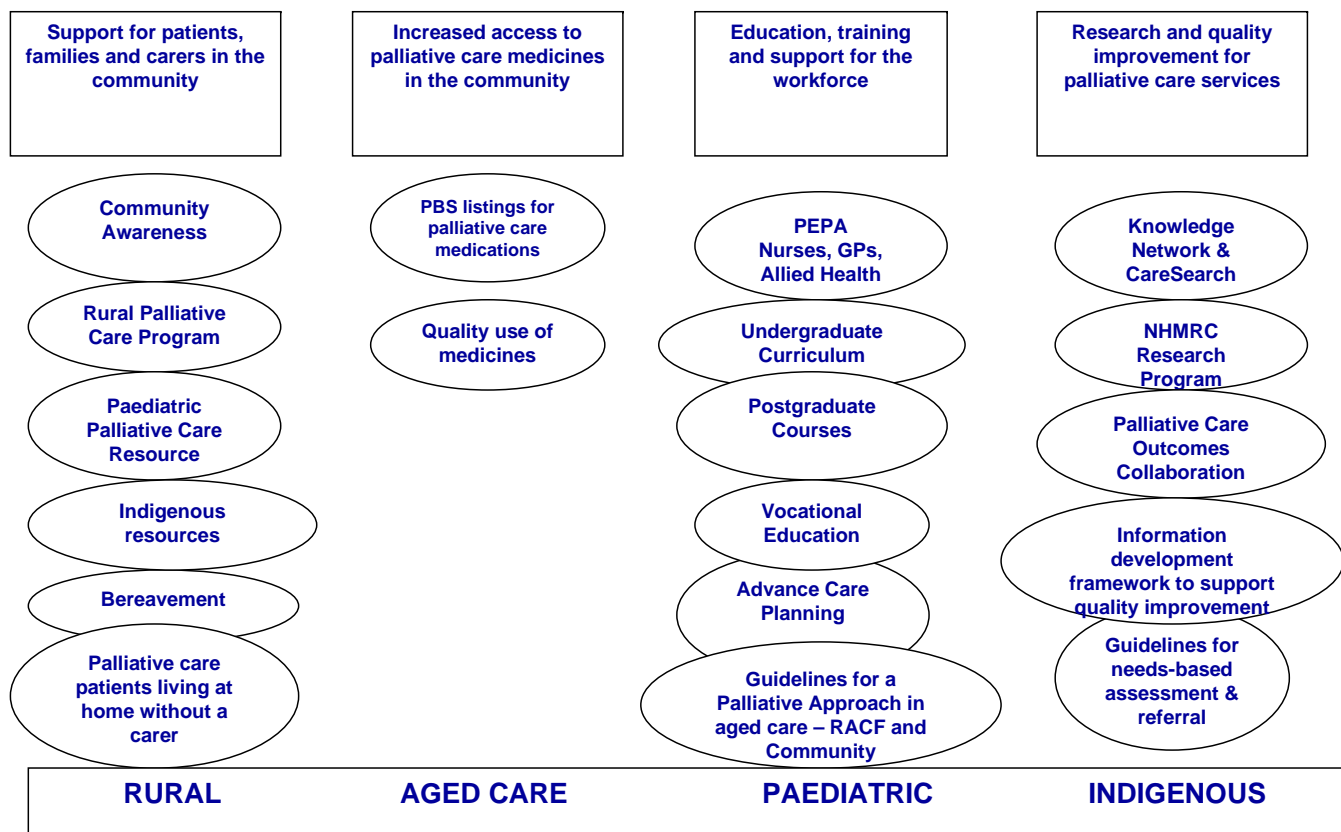 Support for patients,
families and carers in the
community
Increased access to
palliative care medicines
in the community
Education, training
and support for the
workforce
Research and quality
improvement for
palliative care services
Community
Awareness
Rural Palliative
Care Program
Paediatric
Palliative Care
Resource
Indigenous
resources
Bereavement
Palliative care
patients living at
home without a
carer
PBS listings for
palliative care
medications
Quality use of
medicines
PEPA
Nurses, GPs,
Allied Health
Undergraduate
Curriculum
Postgraduate
Courses
Vocational
Education
Advance Care
Planning
Guidelines for a
Palliative Approach in
aged care – RACF and
Community
Knowledge
Network &
CareSearch
NHMRC
Research
Program
Palliative Care
Outcomes
Collaboration
Information
development
framework to support
quality improvement
Guidelines for
needs-based
assessment &
referral
RURAL
AGED CARE
PAEDIATRIC
INDIGENOUS